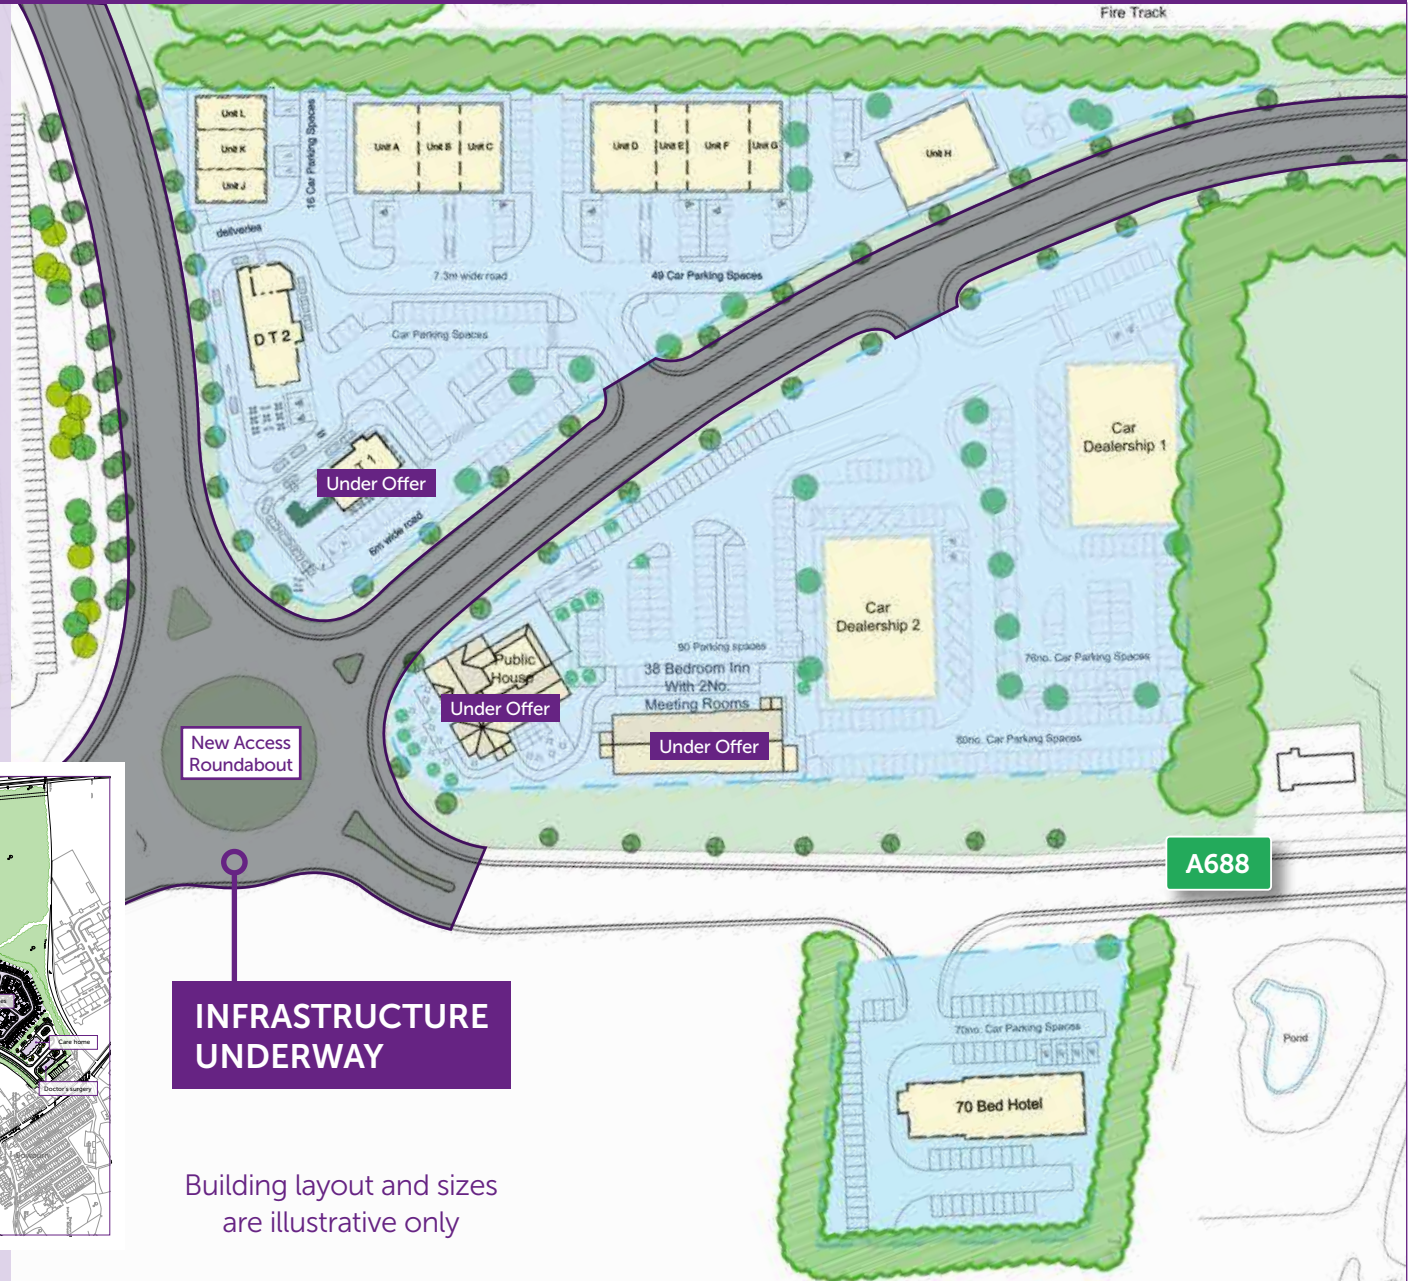 Fire Track
Unit L
Unit K
Unit J
16 Car Parking Spaces
Unit A
Unit B
Unit C
Unit D
Unit E
Unit F
Unit G
Unit H
deliveries
7.3m wide road
49 Car Parking Spaces
DT2
Car Parking Spaces
T 1
Under Offer
6m wide road
Car
Dealership 1
Car
Dealership 2
90 Parking spaces
38 Bedroom Inn
With 2No.
Meeting Rooms
Under Offer
Public
House
Under Offer
76no. Car Parking Spaces
80no. Car Parking Spaces
New Access
Roundabout
A688
INFRASTRUCTURE
UNDERWAY
70no. Car Parking Spaces
70 Bed Hotel
Pond
Care home
Doctor's surgery
Building layout and sizes
are illustrative only